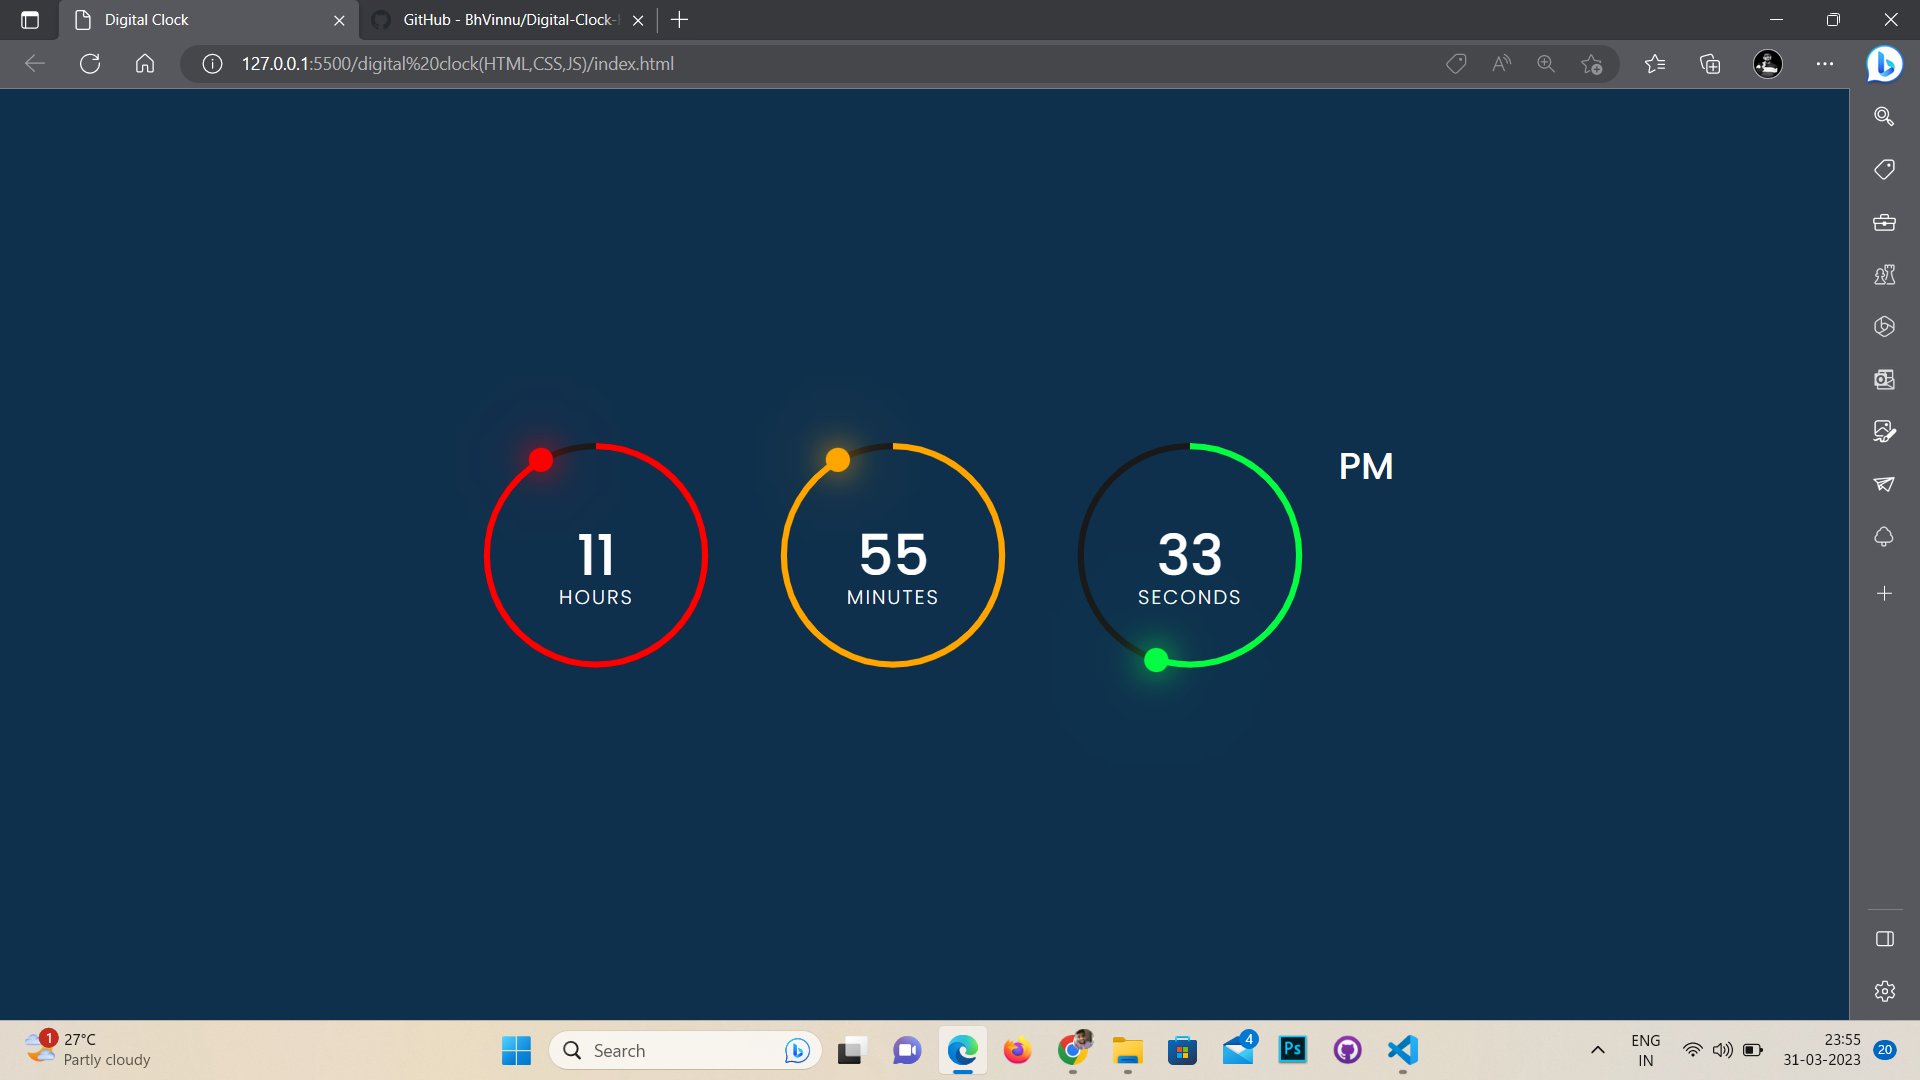 Digital Clock
GitHub - BhVinnu/Digital-Clock-
127.0.0.1:5500/digital%20clock(HTML,CSS,JS)/index.html
PM
11
HOURS
55
MINUTES
33
SECONDS
1
27°C
Partly cloudy
Search
4
Ps
ENG
IN
23:55
31-03-2023
20